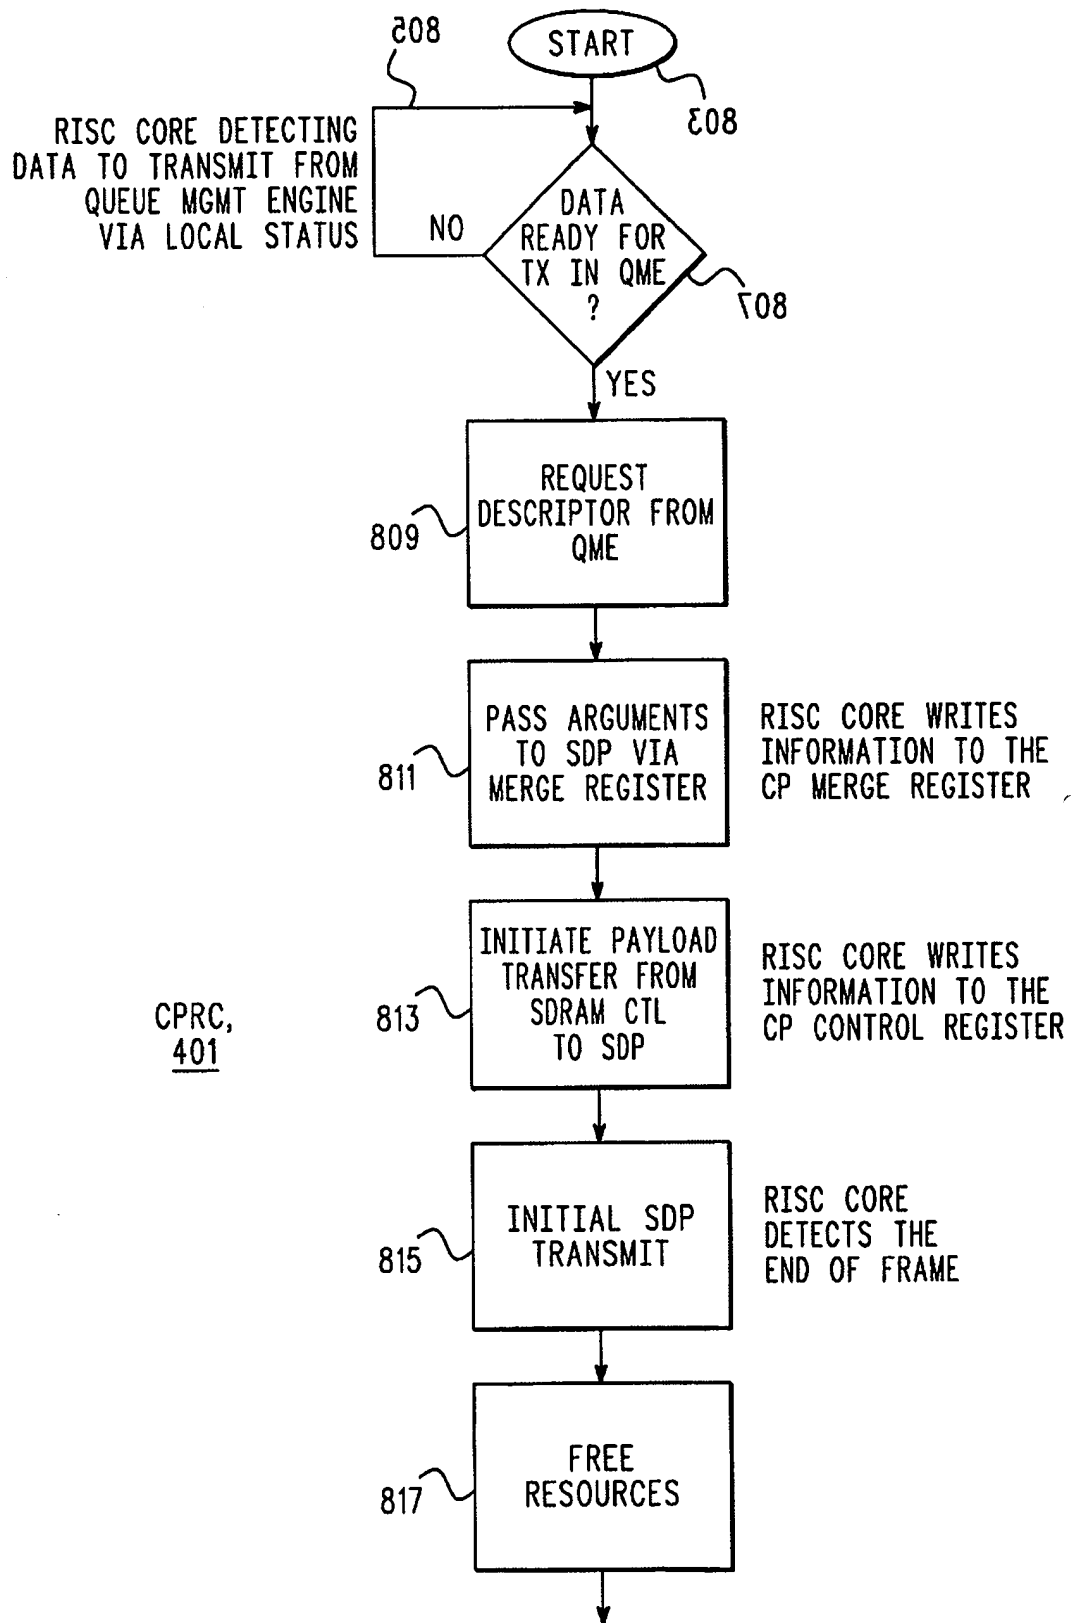 START
805
803
RISC CORE DETECTING
DATA TO TRANSMIT FROM
QUEUE MGMT ENGINE
VIA LOCAL STATUS
NO
DATA
READY FOR
TX IN QME
?
807
YES
REQUEST
DESCRIPTOR FROM
QME
809
PASS ARGUMENTS
TO SDP VIA
MERGE REGISTER
811
RISC CORE WRITES
INFORMATION TO THE
CP MERGE REGISTER
INITIATE PAYLOAD
TRANSFER FROM
SDRAM CTL
TO SDP
813
RISC CORE WRITES
INFORMATION TO THE
CP CONTROL REGISTER
CPRC,
401
INITIAL SDP
TRANSMIT
815
RISC CORE
DETECTS THE
END OF FRAME
FREE
RESOURCES
817